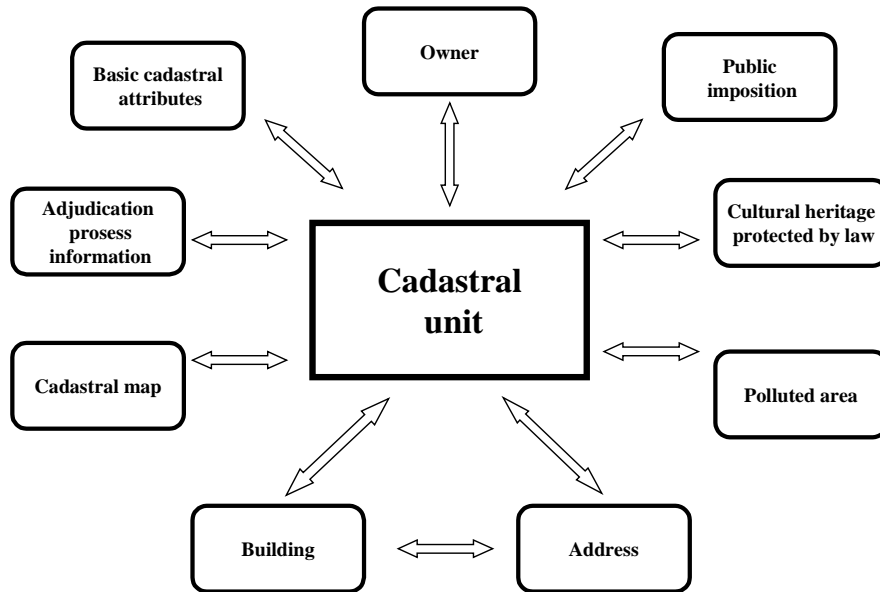 Owner
Basic cadastral
attributes
Public
imposition
Adjudication
prosess
information
Cultural heritage
protected by law
Cadastral
unit
Cadastral map
Polluted area
Building
Address